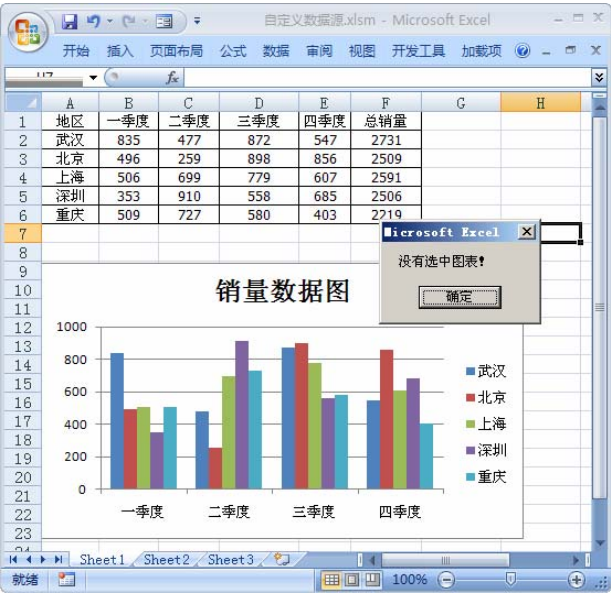 自定义数据源.xlsm - Microsoft Excel
开始 插入 页面布局 公式 数据 审阅 视图 开发工具 加载项
H7 fx
A B C D E F G H
1 地区 一季度 二季度 三季度 四季度 总销量
2 武汉 835 477 872 547 2731
3 北京 496 259 898 856 2509
4 上海 506 699 779 607 2591
5 深圳 353 910 558 685 2506
6 重庆 509 727 580 403 2719
7
Microsoft Excel
8
没有选中图表!
9
10
销量数据图
确定
11
12
1000
13
14
800
武汉
15
600
北京
16
17
400
上海
18
19
200
深圳
20
0
重庆
21
22
一季度 二季度 三季度 四季度
23
24
Sheet1 Sheet2 Sheet3
就绪 100%